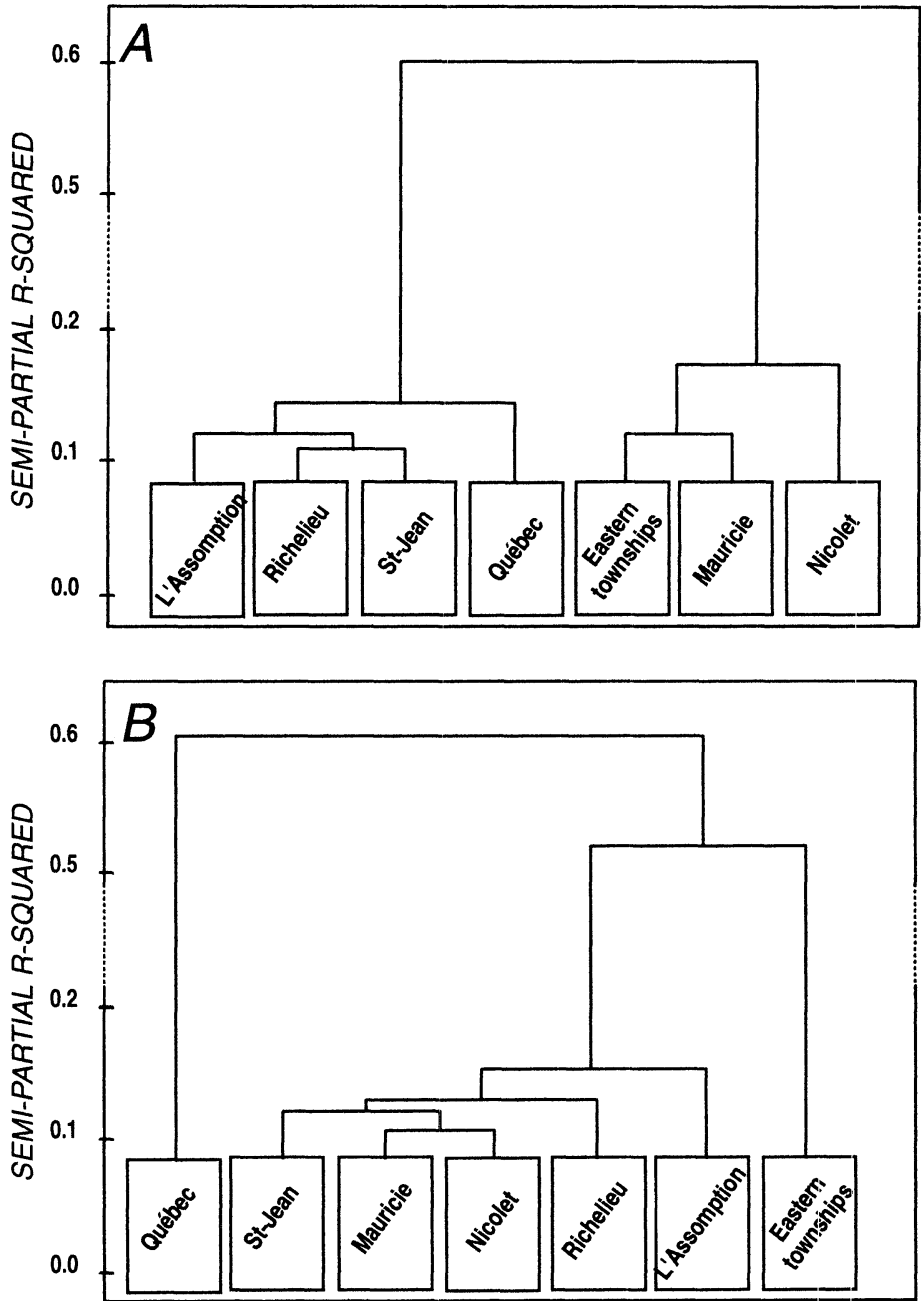 A
SEMI-PARTIAL R-SQUARED
0.6
0.5
0.2
0.1
0.0
L'Assomption
Richelieu
St-Jean
Québec
Eastern
townships
Mauricie
Nicolet
B
SEMI-PARTIAL R-SQUARED
0.6
0.5
0.2
0.1
0.0
Québec
St-Jean
Mauricie
Nicolet
Richelieu
L'Assomption
Eastern
townships